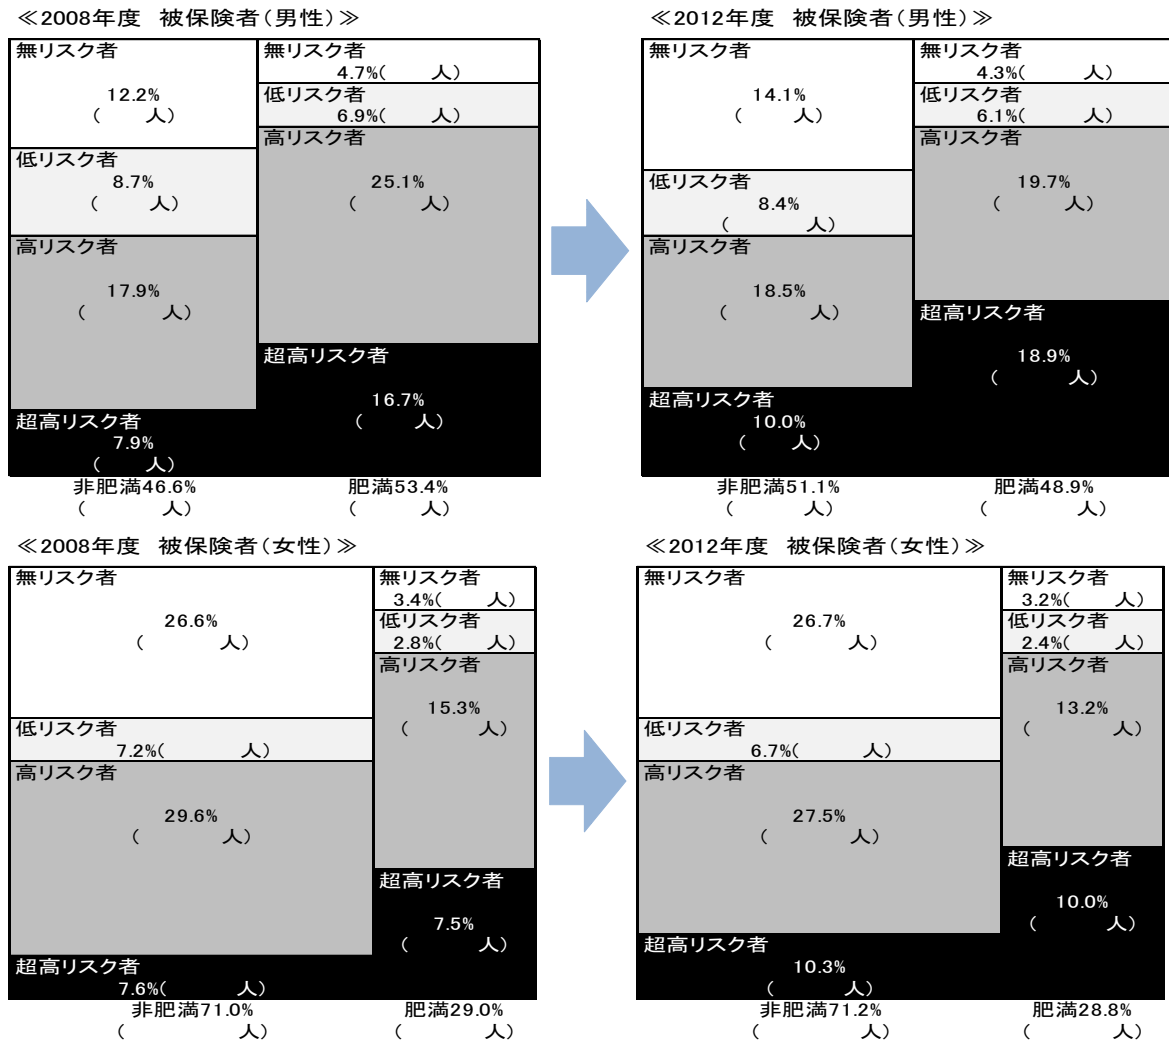 ≪2008年度　被保険者（男性）≫
無リスク者
12.2%
(　　　人)
低リスク者
8.7%
(　　　人)
高リスク者
17.9%
(　　　　人)
超高リスク者
7.9%
(　　　人)
無リスク者
4.7%(　　　人)
低リスク者
6.9%(　　　人)
高リスク者
25.1%
(　　　　人)
超高リスク者
16.7%
(　　　人)
非肥満46.6%
(　　　　人)
肥満53.4%
(　　　　人)
≪2012年度　被保険者（男性）≫
無リスク者
14.1%
(　　　　人)
低リスク者
8.4%
(　　　　人)
高リスク者
18.5%
(　　　　人)
超高リスク者
10.0%
(　　　人)
無リスク者
4.3%(　　　人)
低リスク者
6.1%(　　　人)
高リスク者
19.7%
(　　　　人)
超高リスク者
18.9%
(　　　　人)
非肥満51.1%
(　　　　人)
肥満48.9%
(　　　　人)
≪2008年度　被保険者（女性）≫
無リスク者
26.6%
(　　　　人)
低リスク者
7.2%(　　　　人)
高リスク者
29.6%
(　　　　人)
超高リスク者
7.6%(　　　　人)
無リスク者
3.4%(　　　人)
低リスク者
2.8%(　　　人)
高リスク者
15.3%
(　　　　人)
超高リスク者
7.5%
(　　　　人)
非肥満71.0%
(　　　　　人)
肥満29.0%
(　　　　人)
≪2012年度　被保険者（女性）≫
無リスク者
26.7%
(　　　　人)
低リスク者
6.7%(　　　　人)
高リスク者
27.5%
(　　　　人)
超高リスク者
10.3%
(　　　　人)
無リスク者
3.2%(　　　人)
低リスク者
2.4%(　　　人)
高リスク者
13.2%
(　　　　人)
超高リスク者
10.0%
(　　　　人)
非肥満71.2%
(　　　　　人)
肥満28.8%
(　　　　人)